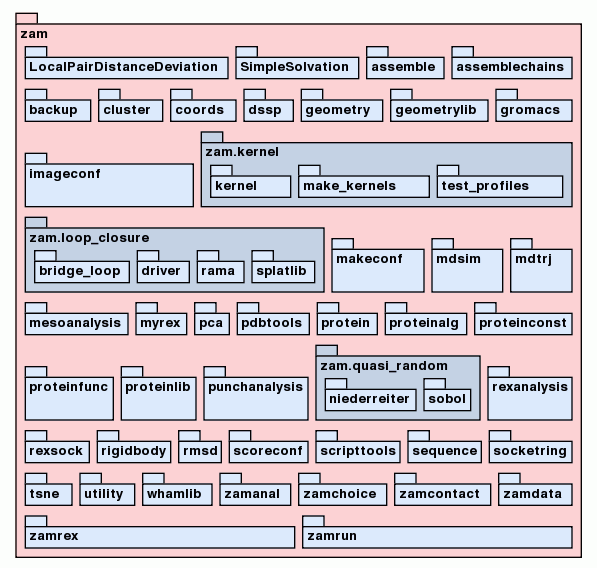 zam
LocalPairDistanceDeviation SimpleSolvation assemble assemblechains
backup cluster coords dssp geometry geometrylib gromacs
imageconf zam.kernel
kernel make_kernels test_profiles
zam.loop_closure
bridge_loop driver rama splatlib makeconf mdsim mdtrj
mesoanalysis myrex pca pdbtools protein proteinalg proteinconst
proteinfunc proteinlib punchanalysis zam.quasi_random rexanalysis
niederreiter sobol
rexsock rigidbody rmsd scoreconf scripttools sequence socketring
tsne utility whamlib zamanal zamchoice zamcontact zamdata
zamrex zamrun